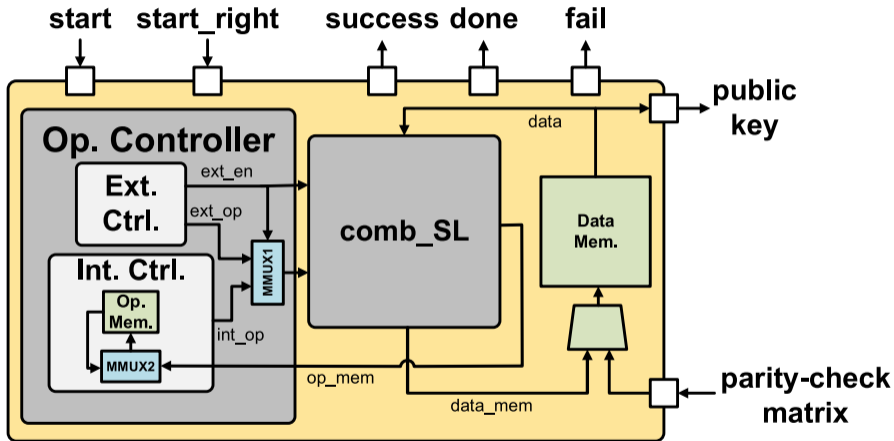 start
start_right
success
done
fail
public
key
data
Op. Controller
Ext.
Ctrl.
ext_en
ext_op
comb_SL
Data
Mem.
MMUX1
Int. Ctrl.
Op.
Mem.
MMUX2
int_op
op_mem
data_mem
parity-check
matrix